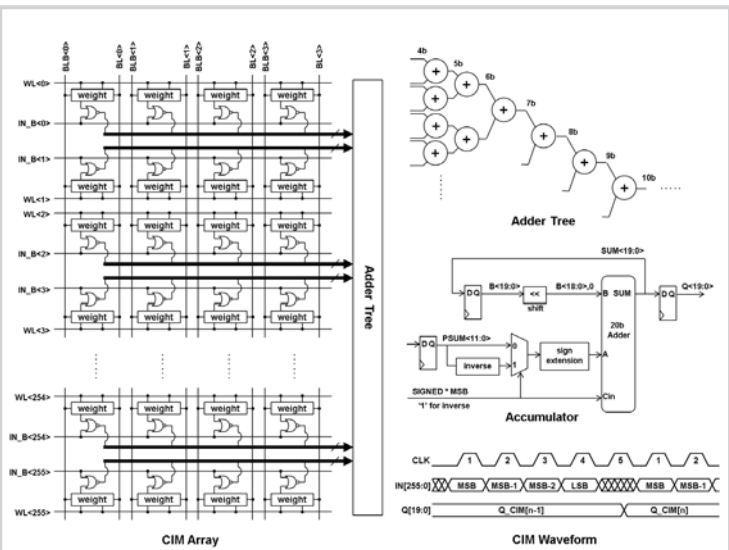 BLB<0>
BL<0>
BLB<1>
BL<1>
BLB<2>
BL<2>
BLB<3>
BL<3>
WL<0>
weight weight weight weight
IN_B<0>
IN_B<1>
weight weight weight weight
WL<1>
WL<2>
weight weight weight weight
IN_B<2>
IN_B<3>
weight weight weight weight
WL<3>
WL<254>
weight weight weight weight
IN_B<254>
IN_B<255>
weight weight weight weight
WL<255>
CIM Array
Adder Tree
4b
5b
6b
7b
8b
9b
10b
+ + + + + + + + + +
Adder Tree
SUM<19:0>
D Q
B<19:0>
<<
shift
B<18:0>,0
B SUM
D Q
Q<19:0>
20b
Adder
D Q
PSUM<11:0>
0
inverse
1
sign
extension
A
SIGNED * MSB
'1' for inverse
Cin
Accumulator
CLK 1 2 3 4 5 1 2
IN[255:0] MSB MSB-1 MSB-2 LSB MSB MSB-1
Q[19:0] Q_CIM[n-1] Q_CIM[n]
CIM Waveform